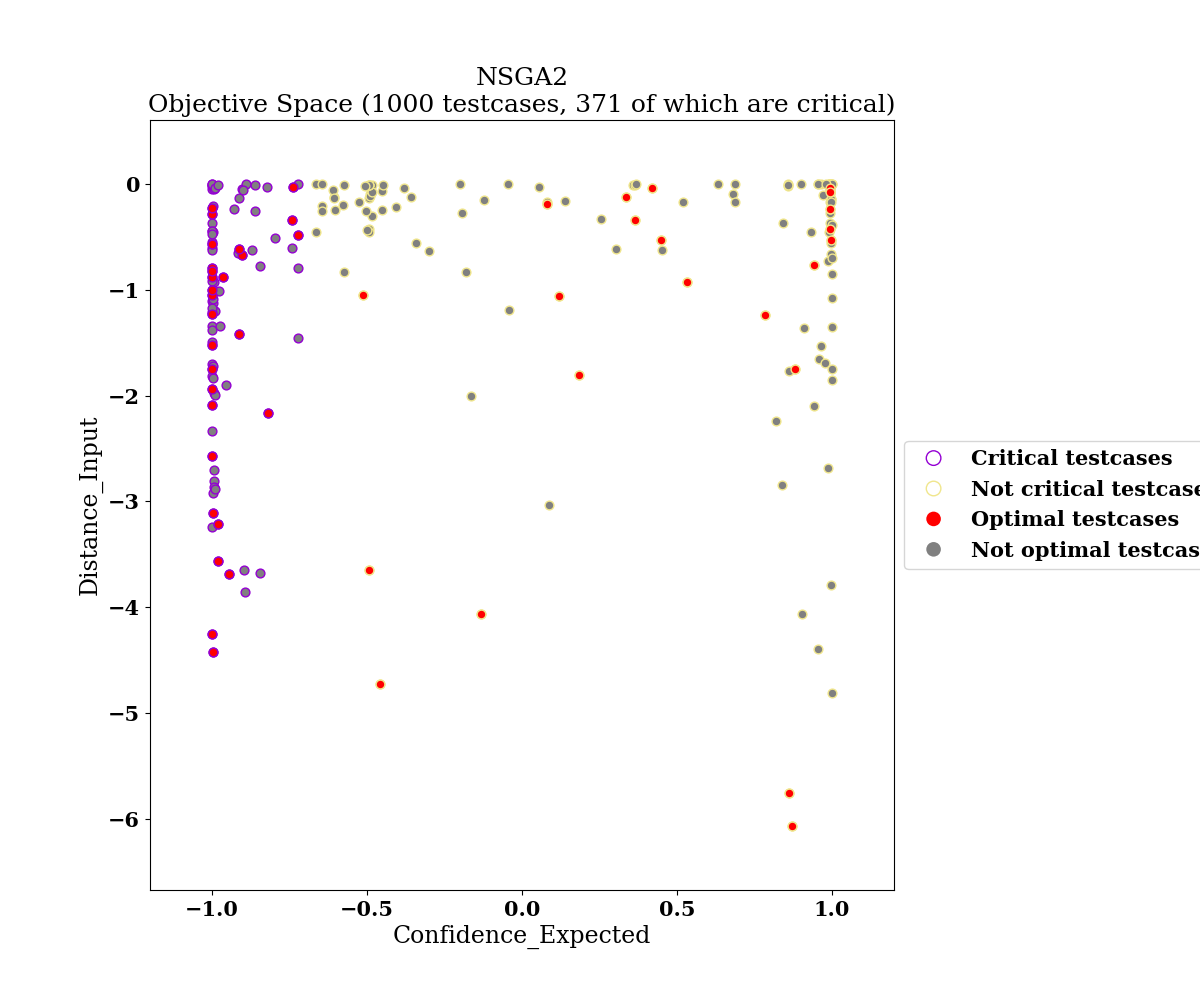 NSGA2
Objective Space (1000 testcases, 371 of which are critical)
0
−1
−2
−3
−4
−5
−6
Distance_Input
−1.0
−0.5
0.0
0.5
1.0
Confidence_Expected
Critical testcases
Not critical testcase
Optimal testcases
Not optimal testcas